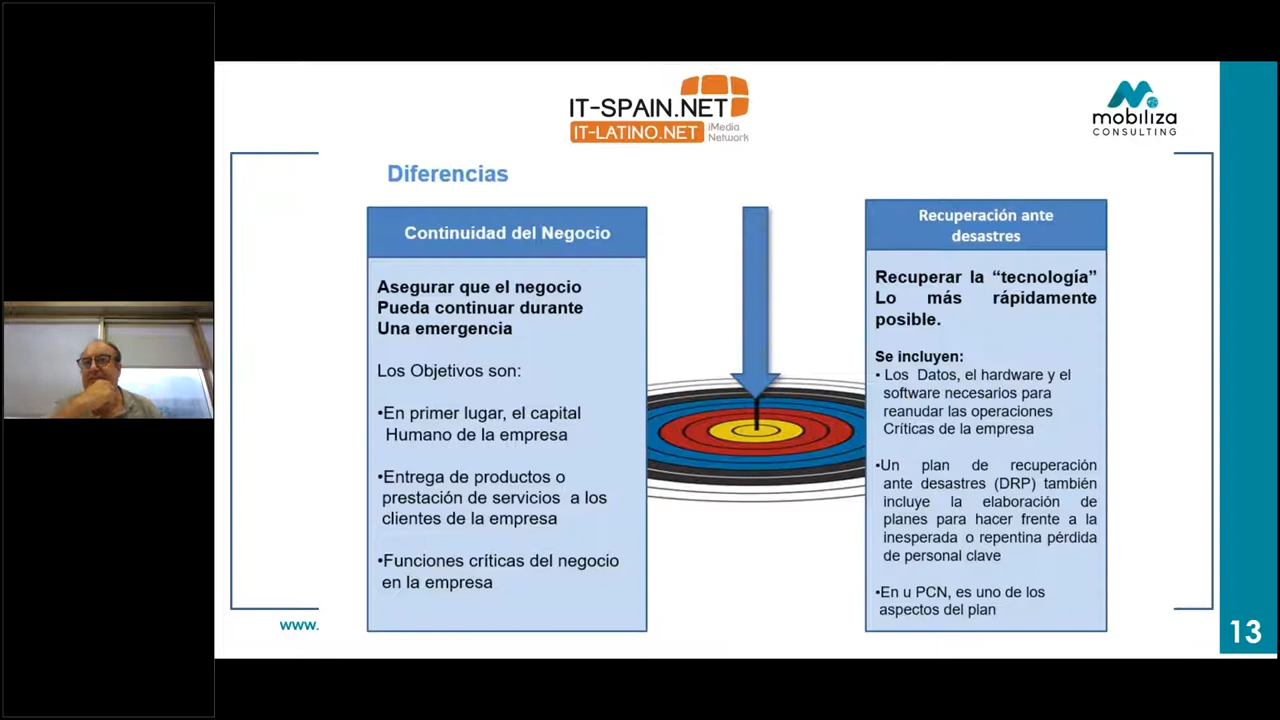 IT-SPAIN.NET
IT-LATINO.NET
iMedia
Network
mobiliza
CONSULTING
Diferencias
Continuidad del Negocio
Asegurar que el negocio
Pueda continuar durante
Una emergencia
Los Objetivos son:
•En primer lugar, el capital
Humano de la empresa
•Entrega de productos o
prestación de servicios a los
clientes de la empresa
•Funciones críticas del negocio
en la empresa
Recuperación ante
desastres
Recuperar la “tecnología”
Lo más rápidamente
posible.
Se incluyen:
• Los Datos, el hardware y el
software necesarios para
reanudar las operaciones
Críticas de la empresa
•Un plan de recuperación
ante desastres (DRP) también
incluye la elaboración de
planes para hacer frente a la
inesperada o repentina pérdida
de personal clave
•En u PCN, es uno de los
aspectos del plan
www.
13